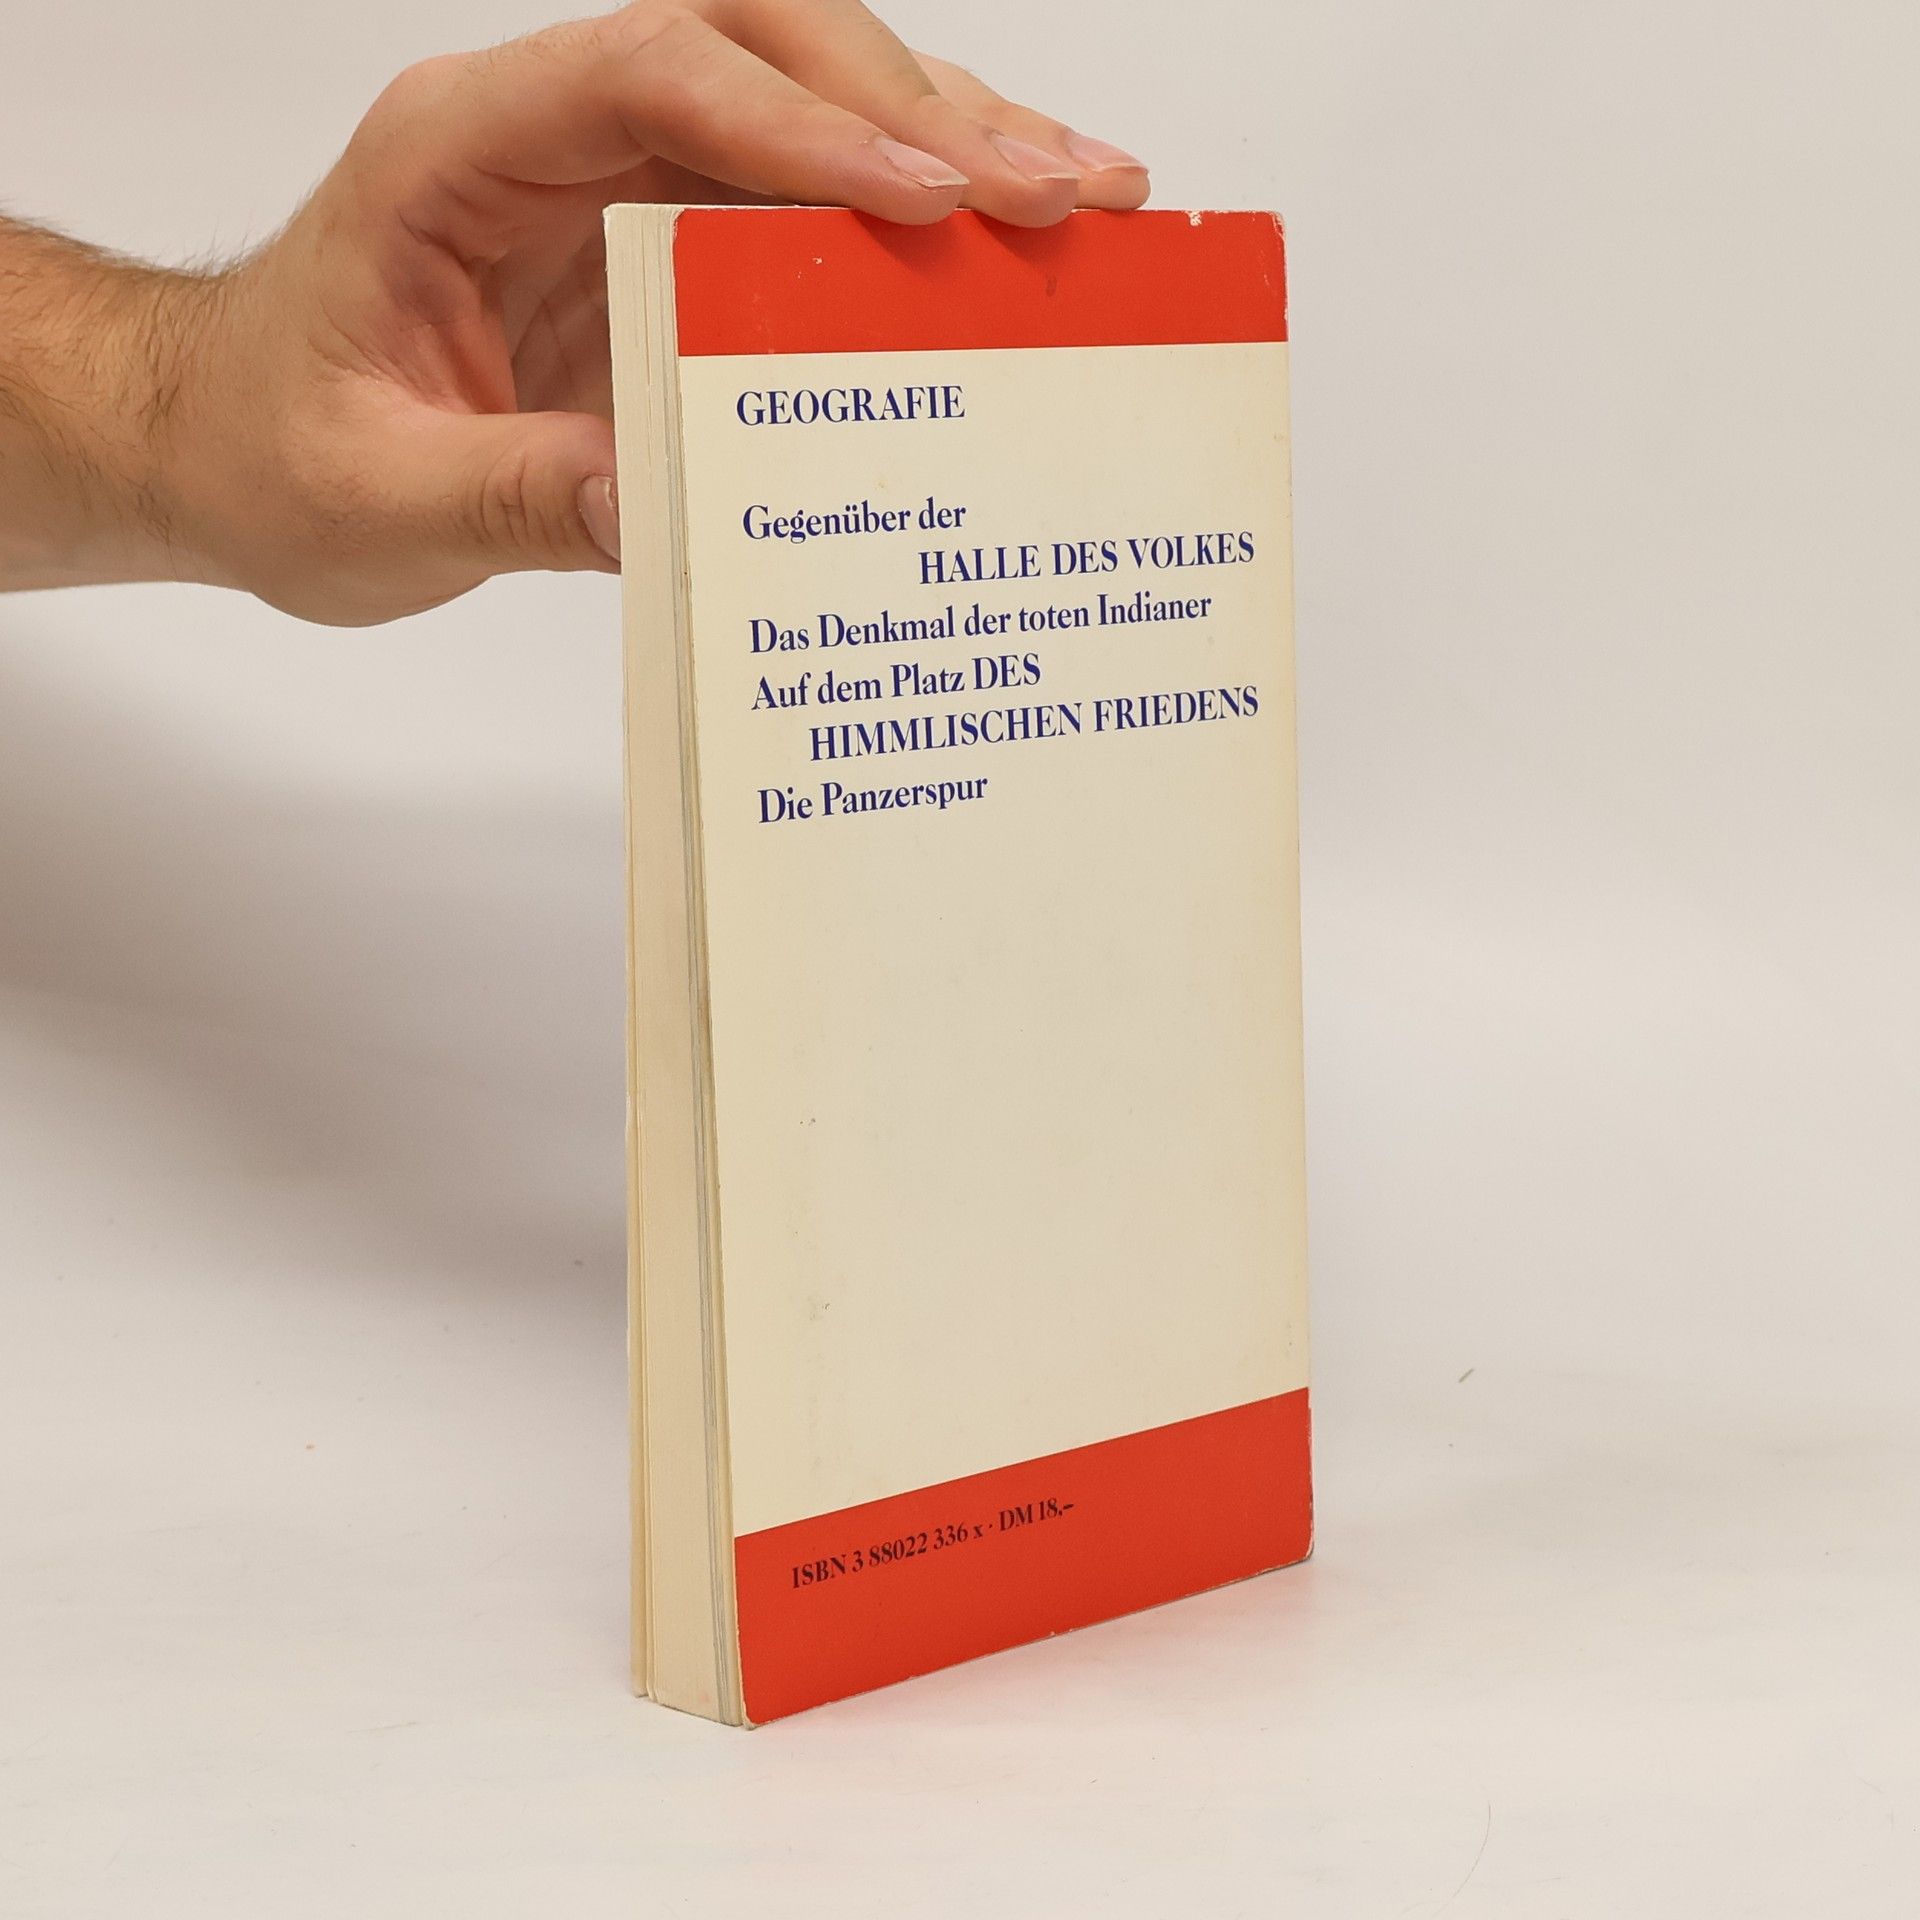 GEOGRAFIE
Gegenüber der
HALLE DES VOLKES
Das Denkmal der toten Indianer
Auf dem Platz DES
HIMMLISCHEN FRIEDENS
Die Panzerspur
ISBN 3 88022 336 x · DM 18,–